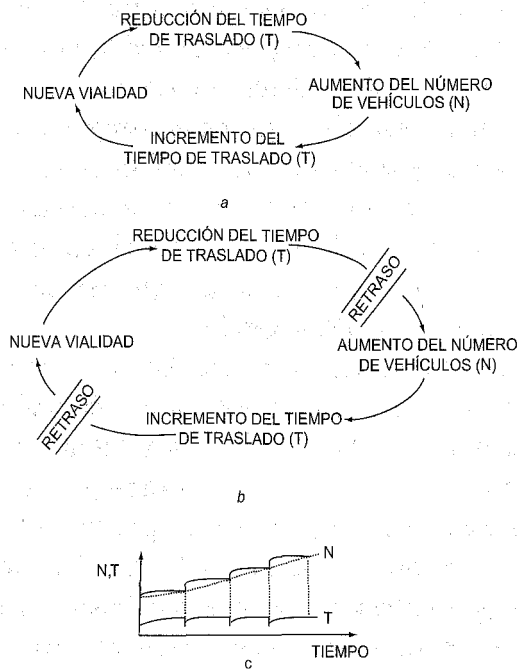 REDUCCIÓN DEL TIEMPO
DE TRASLADO (T)
NUEVA VIALIDAD
AUMENTO DEL NÚMERO
DE VEHÍCULOS (N)
INCREMENTO DEL
TIEMPO DE TRASLADO (T)
a
REDUCCIÓN DEL TIEMPO
DE TRASLADO (T)
RETRASO
NUEVA VIALIDAD
AUMENTO DEL NÚMERO
DE VEHÍCULOS (N)
RETRASO
INCREMENTO DEL TIEMPO
DE TRASLADO (T)
b
N,T
N
T
TIEMPO
c